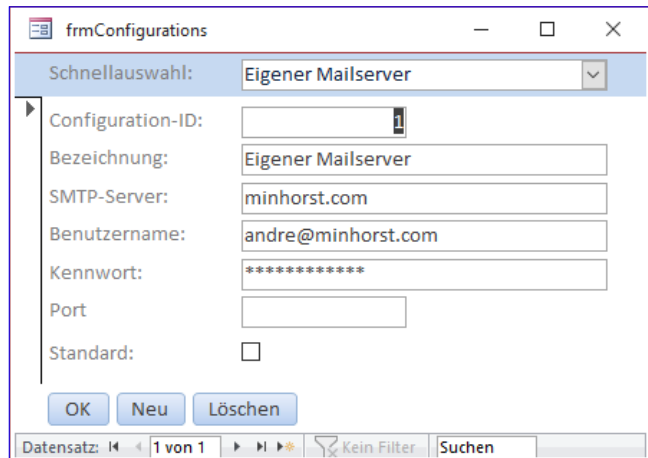 frmConfigurations
Schnellauswahl: Eigener Mailserver
Configuration-ID: 1
Bezeichnung: Eigener Mailserver
SMTP-Server: minhorst.com
Benutzername: andre@minhorst.com
Kennwort: ************
Port
Standard:
OK Neu Löschen
Datensatz: 1 von 1 Kein Filter Suchen